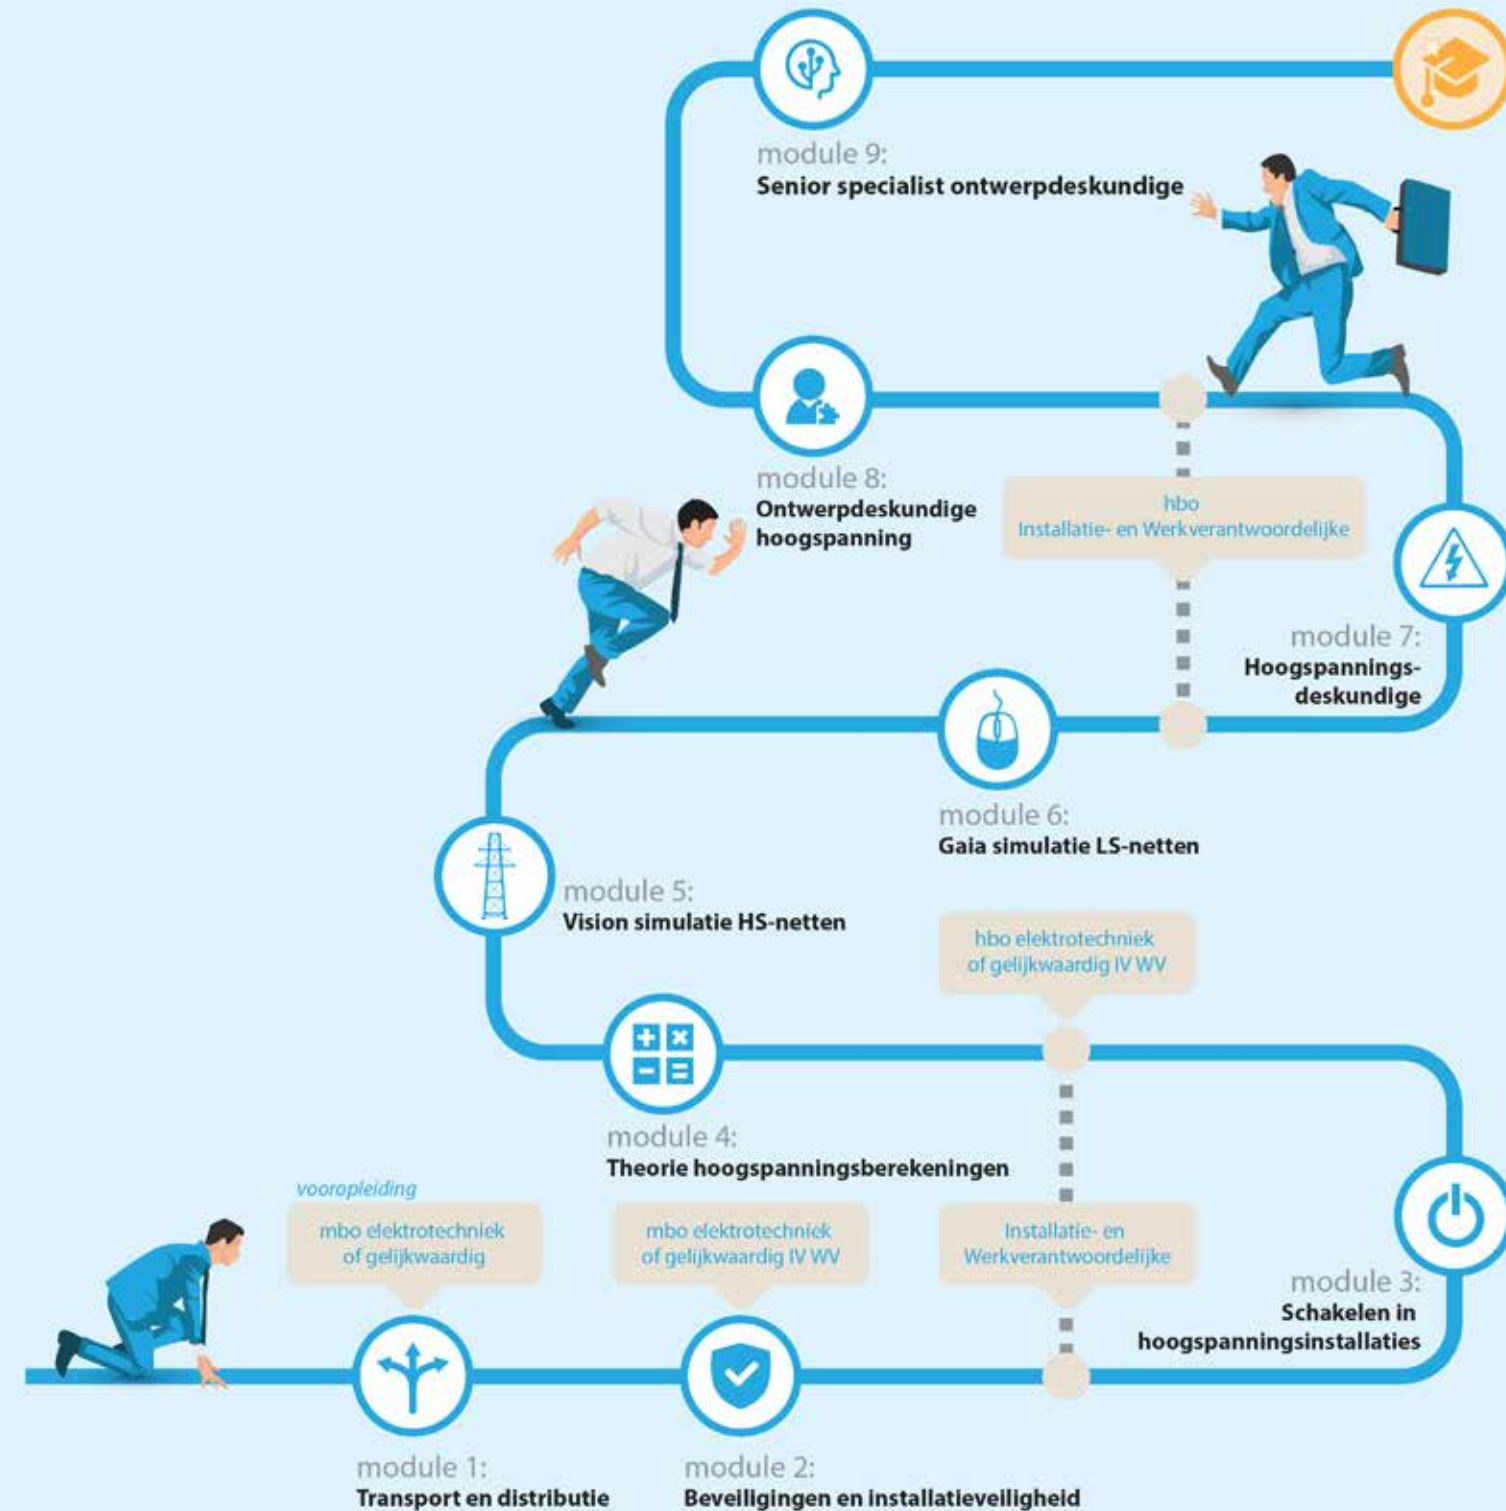 module 9:
Senior specialist ontwerpdeskundige
module 8:
Ontwerpdeskundige
hoogspanning
hbo
Installatie- en Werkverantwoordelijke
module 7:
Hoogspannings-
deskundige
module 6:
Gaia simulatie LS-netten
module 5:
Vision simulatie HS-netten
hbo elektrotechniek
of gelijkwaardig IV WV
module 4:
Theorie hoogspanningsberekeningen
vooropleiding
mbo elektrotechniek
of gelijkwaardig
mbo elektrotechniek
of gelijkwaardig IV WV
Installatie- en
Werkverantwoordelijke
module 3:
Schakelen in
hoogspanningsinstallaties
module 1:
Transport en distributie
module 2:
Beveiligingen en installatieveiligheid